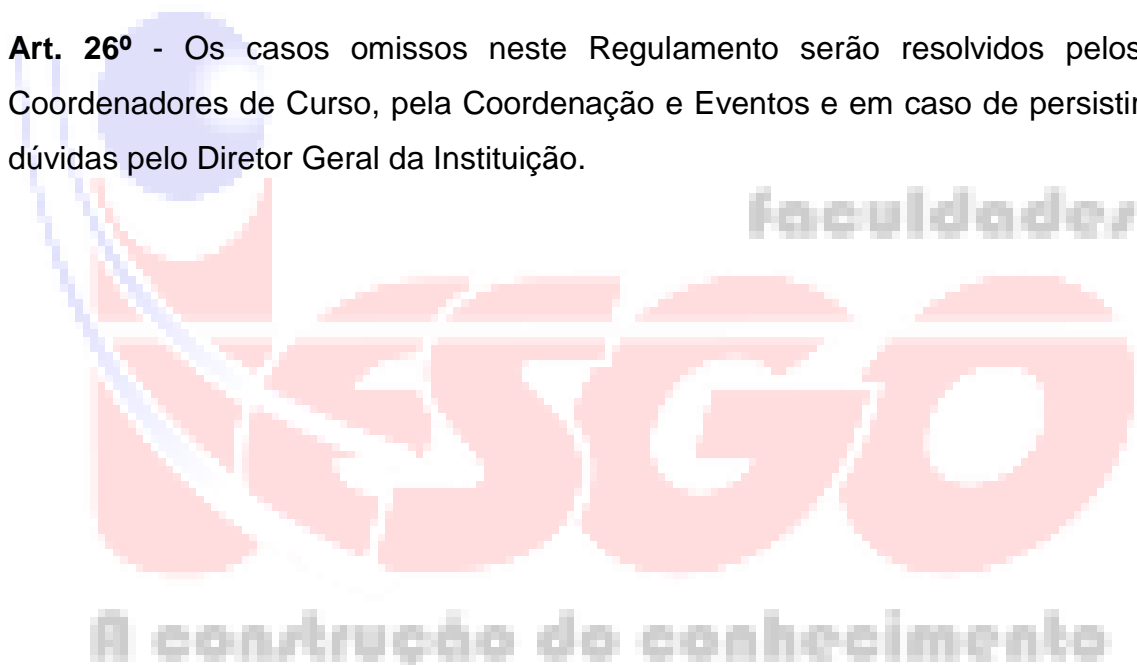 Art. 26º - Os casos omissos neste Regulamento serão resolvidos pelos
Coordenadores de Curso, pela Coordenação e Eventos e em caso de persistir
dúvidas pelo Diretor Geral da Instituição.
faculdades
IESGO
A construção do conhecimento